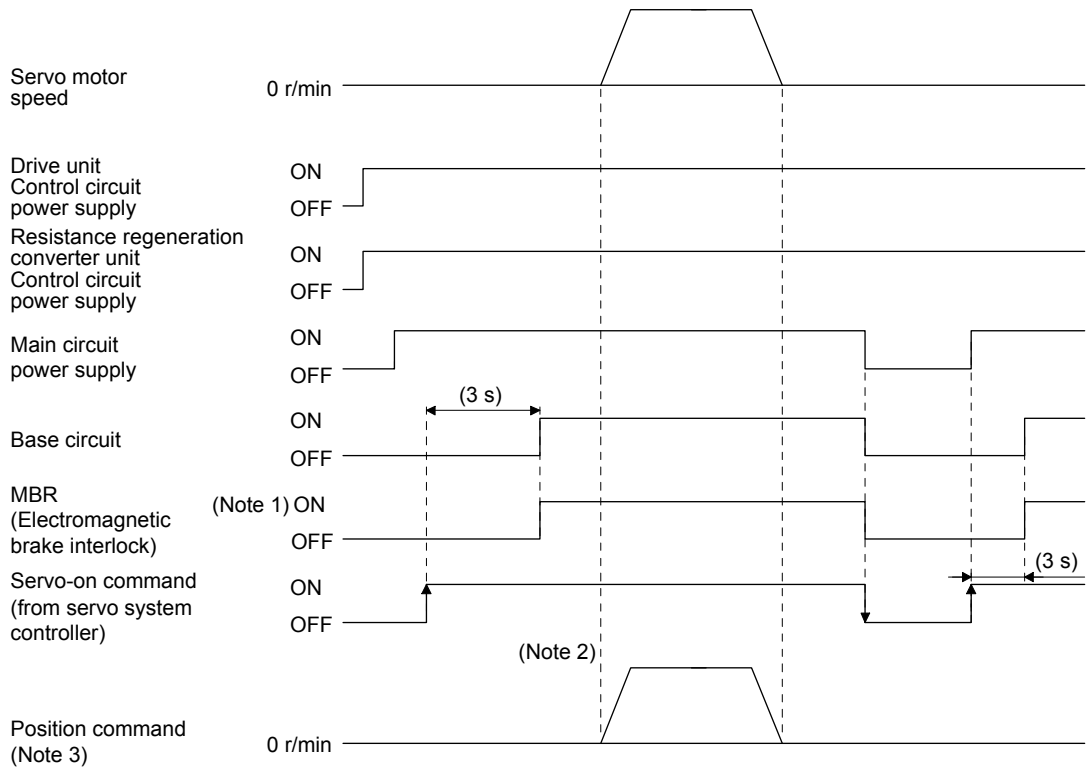 Servo motor
speed
0 r/min
Drive unit
Control circuit
power supply
ON
OFF
Resistance regeneration
converter unit
Control circuit
power supply
ON
OFF
Main circuit
power supply
ON
OFF
(3 s)
Base circuit
ON
OFF
MBR
(Electromagnetic
brake interlock)
(Note 1) ON
OFF
(3 s)
Servo-on command
(from servo system
controller)
ON
OFF
(Note 2)
Position command
(Note 3)
0 r/min